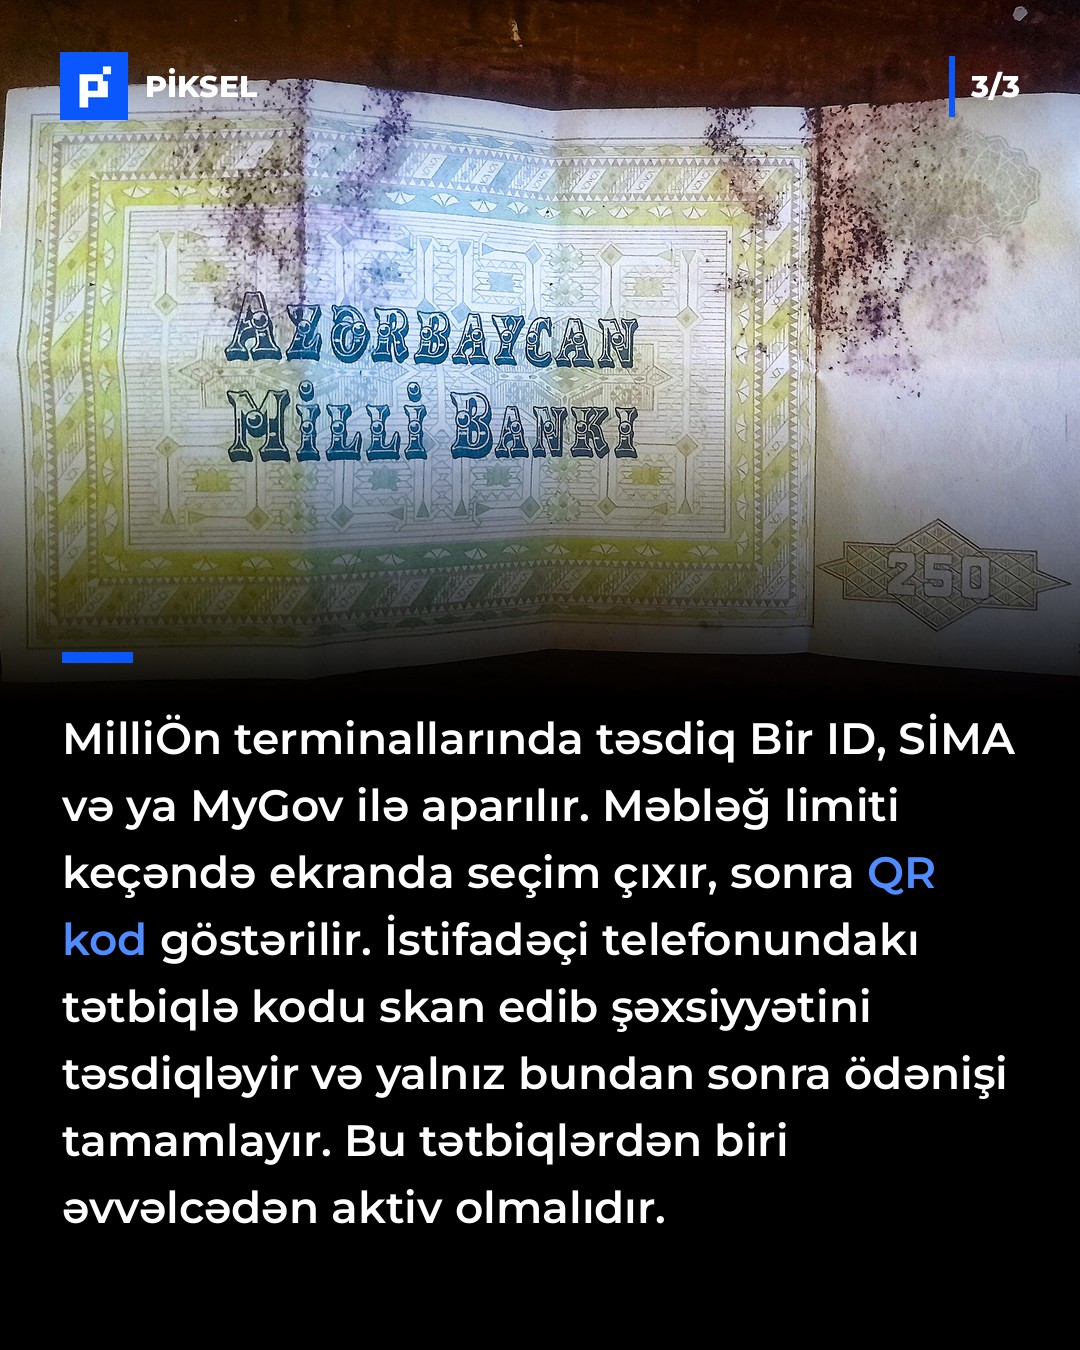 PİKSEL
3/3
AZƏRBAYCAN
MİLLİ BANKI
250
MilliÖn terminallarında təsdiq Bir ID, SİMA
və ya MyGov ilə aparılır. Məbləğ limiti
keçəndə ekranda seçim çıxır, sonra QR
kod göstərilir. İstifadəçi telefonundakı
tətbiqlə kodu skan edib şəxsiyyətini
təsdiqləyir və yalnız bundan sonra ödənişi
tamamlayır. Bu tətbiqlərdən biri
əvvəlcədən aktiv olmalıdır.